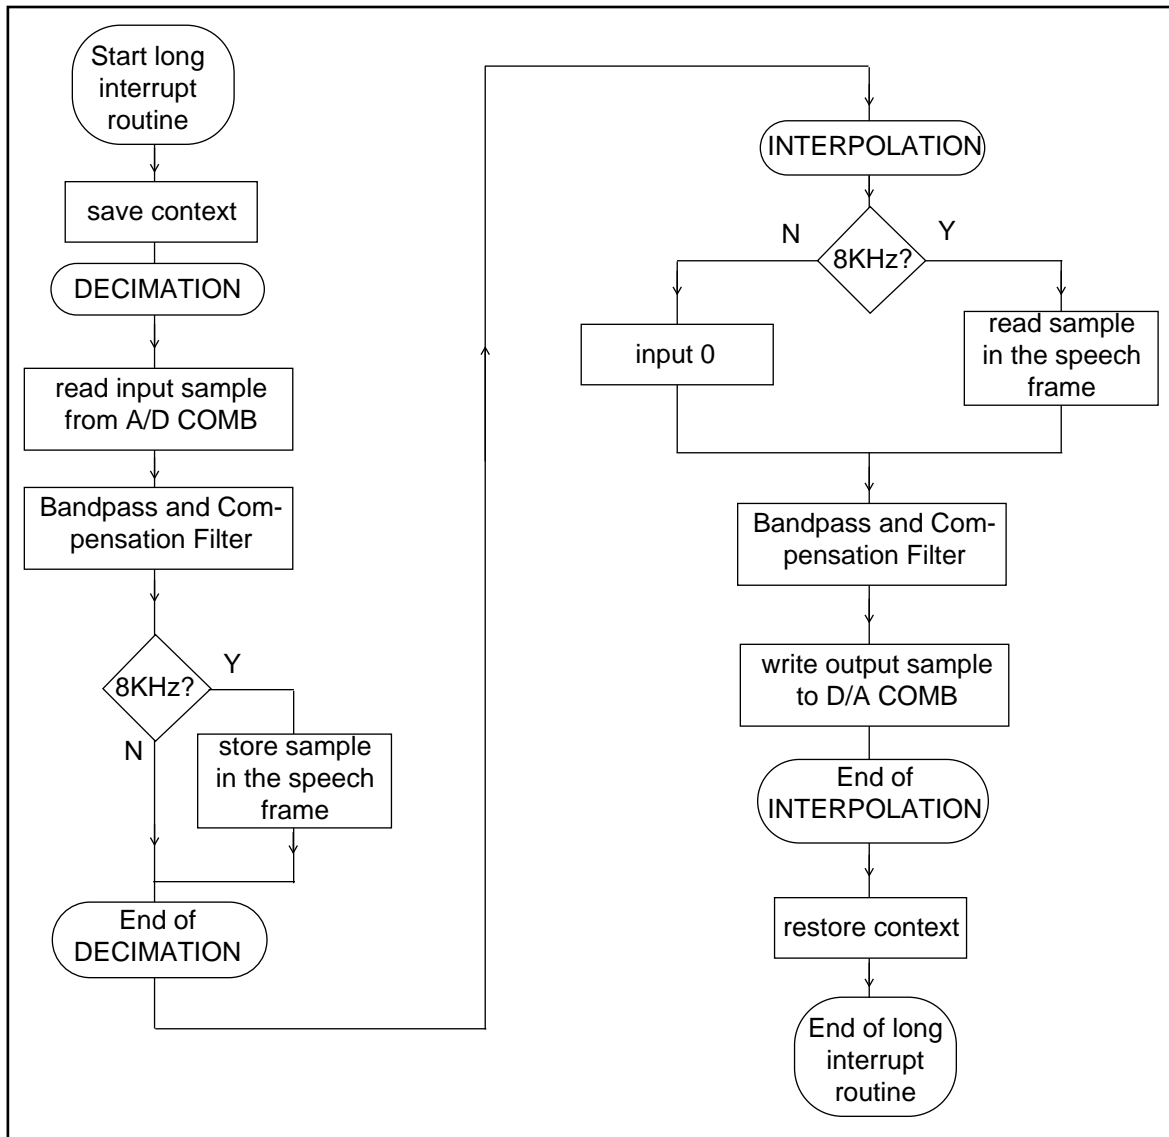 Start long
interrupt
routine
save context
DECIMATION
read input sample
from A/D COMB
Bandpass and Com-
pensation Filter
8KHz?
Y
N
store sample
in the speech
frame
End of
DECIMATION
INTERPOLATION
8KHz?
N
Y
input 0
read sample
in the speech
frame
Bandpass and Com-
pensation Filter
write output sample
to D/A COMB
End of
INTERPOLATION
restore context
End of long
interrupt
routine